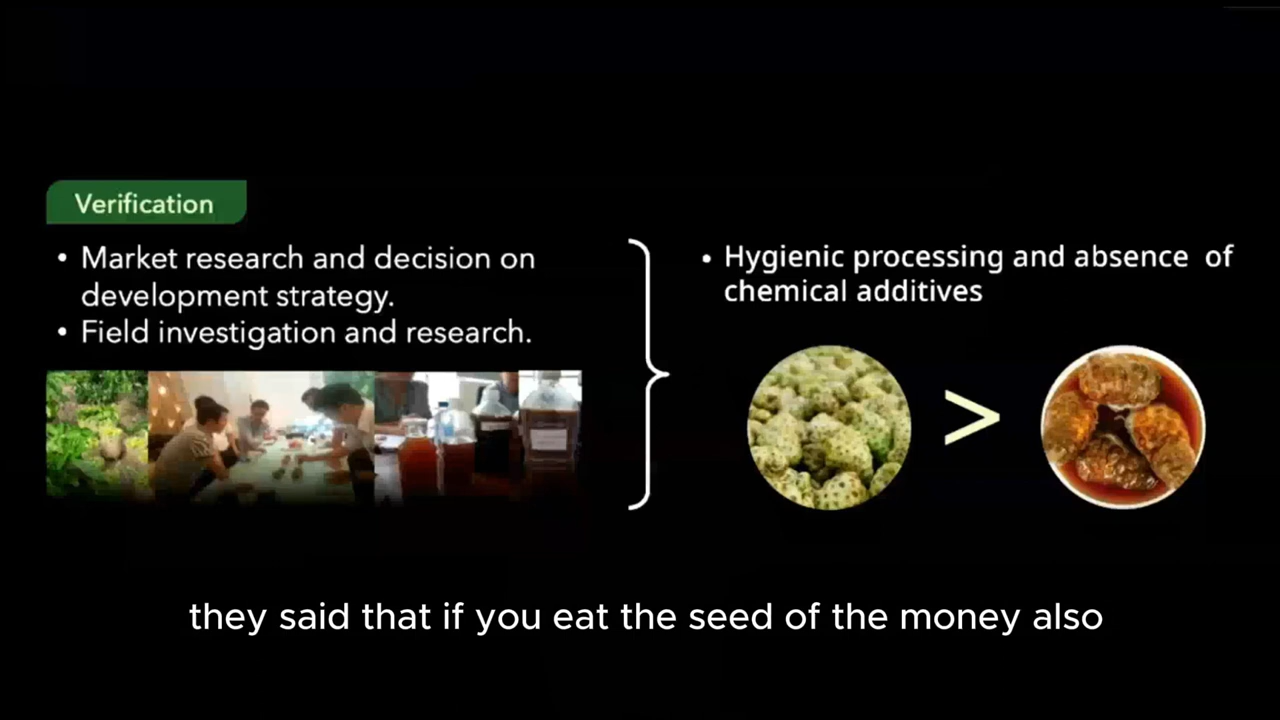 Verification
• Market research and decision on
development strategy.
• Field investigation and research.
• Hygienic processing and absence of
chemical additives
>
they said that if you eat the seed of the money also